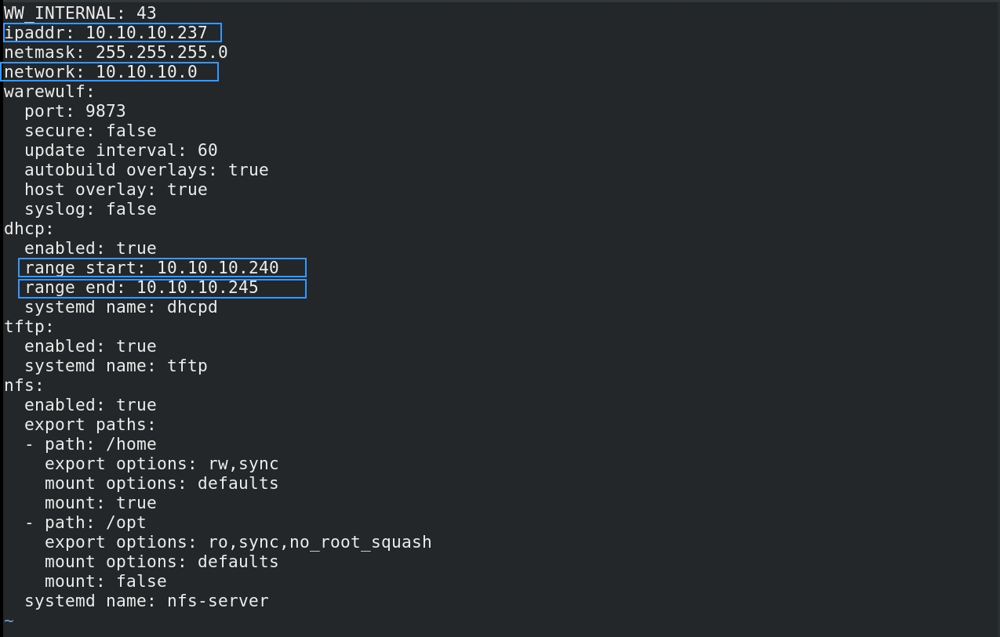 WW_INTERNAL: 43
ipaddr: 10.10.10.237
netmask: 255.255.255.0
network: 10.10.10.0
warewulf:
  port: 9873
  secure: false
  update interval: 60
  autobuild overlays: true
  host overlay: true
  syslog: false
dhcp:
  enabled: true
  range start: 10.10.10.240
  range end: 10.10.10.245
  systemd name: dhcpd
tftp:
  enabled: true
  systemd name: tftp
nfs:
  enabled: true
  export paths:
  - path: /home
    export options: rw,sync
    mount options: defaults
    mount: true
  - path: /opt
    export options: ro,sync,no_root_squash
    mount options: defaults
    mount: false
  systemd name: nfs-server
~